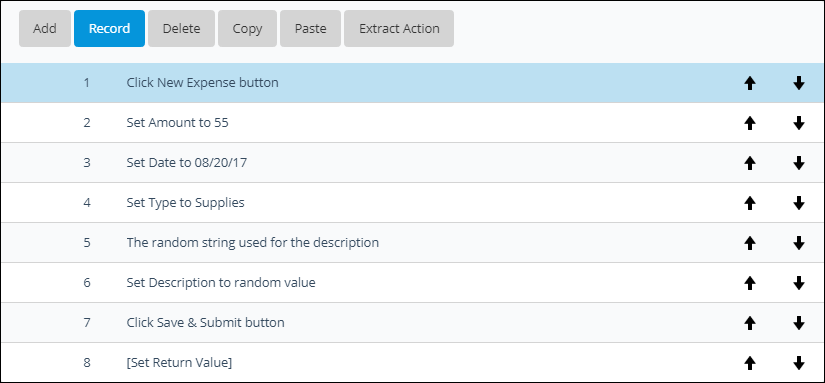 Add Record Delete Copy Paste Extract Action
1 Click New Expense button
2 Set Amount to 55
3 Set Date to 08/20/17
4 Set Type to Supplies
5 The random string used for the description
6 Set Description to random value
7 Click Save & Submit button
8 [Set Return Value]